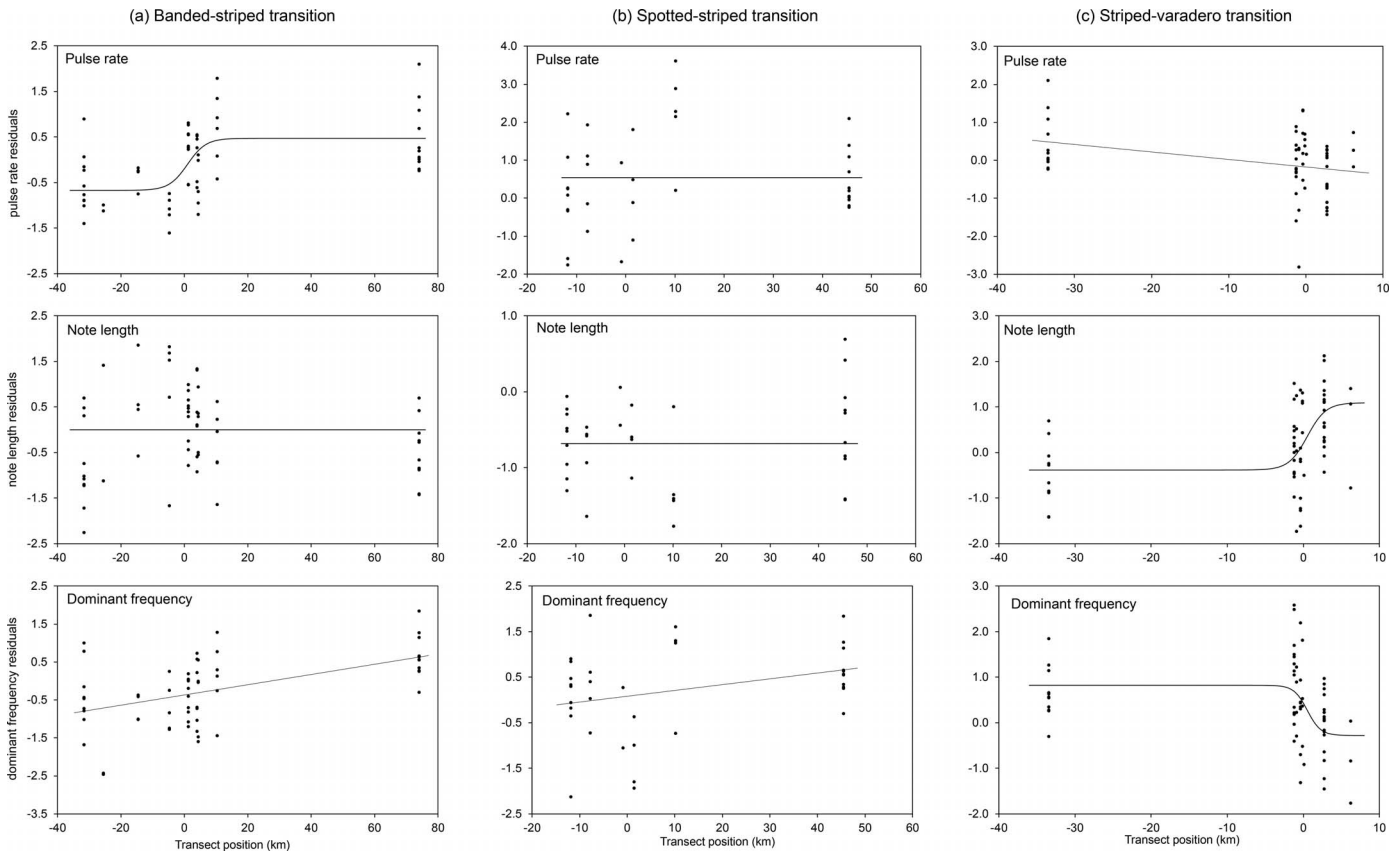 (a) Banded-striped transition
(b) Spotted-striped transition
(c) Striped-varadero transition
Pulse rate
pulse rate residuals
2.5
1.5
0.5
-0.5
-1.5
-2.5
-40 -20 0 20 40 60 80
Pulse rate
4.0
3.0
2.0
1.0
0.0
-1.0
-2.0
-20 -10 0 10 20 30 40 50 60
Pulse rate
3.0
2.0
1.0
0.0
-1.0
-2.0
-3.0
-40 -30 -20 -10 0 10
Note length
note length residuals
2.5
1.5
0.5
-0.5
-1.5
-2.5
-40 -20 0 20 40 60 80
Note length
1.0
0.0
-1.0
-2.0
-20 -10 0 10 20 30 40 50 60
Note length
3.0
2.0
1.0
0.0
-1.0
-2.0
-40 -30 -20 -10 0 10
Dominant frequency
dominant frequency residuals
2.5
1.5
0.5
-0.5
-1.5
-2.5
-3.5
-40 -20 0 20 40 60 80
Transect position (km)
Dominant frequency
2.5
1.5
0.5
-0.5
-1.5
-2.5
-20 -10 0 10 20 30 40 50 60
Transect position (km)
Dominant frequency
3.0
2.0
1.0
0.0
-1.0
-2.0
-40 -30 -20 -10 0 10
Transect position (km)